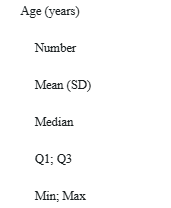 Age (years)
Number
Mean (SD)
Median
Q1; Q3
Min; Max